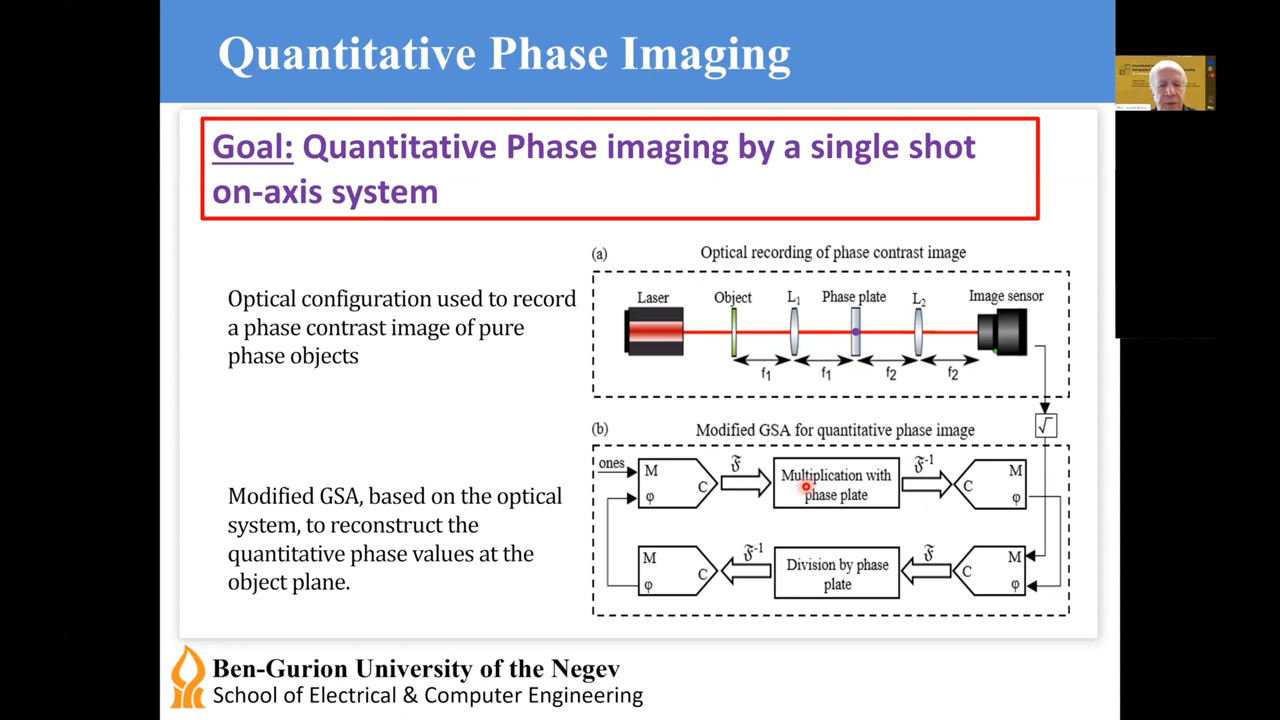 Quantitative Phase Imaging
Goal: Quantitative Phase imaging by a single shot
on-axis system
Optical configuration used to record
a phase contrast image of pure
phase objects
(a)
Optical recording of phase contrast image
Laser
Object
L1
Phase plate
L2
Image sensor
f1
f1
f2
f2
√
(b)
Modified GSA for quantitative phase image
ones
M
C
φ
𝔉
Multiplication with
phase plate
𝔉-1
C
M
φ
Modified GSA, based on the optical
system, to reconstruct the
quantitative phase values at the
object plane.
M
C
φ
𝔉-1
Division by phase
plate
𝔉
C
M
φ
Ben-Gurion University of the Negev
School of Electrical & Computer Engineering